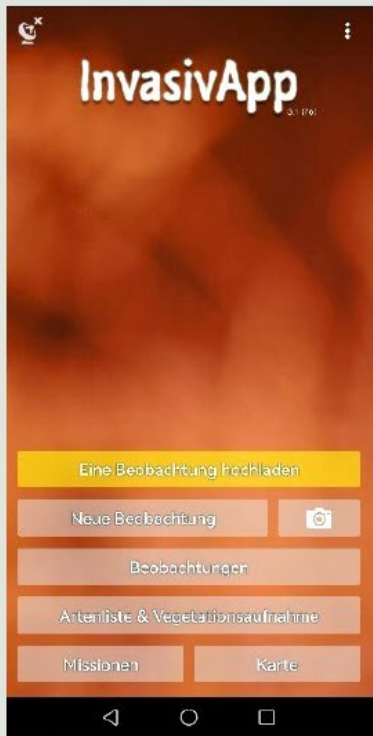 InvasivApp
Eine Beobachtung hochladen
Neue Beobachtung
Beobachtungen
Artenliste & Vegetationsaufnahme
Missionen Karte